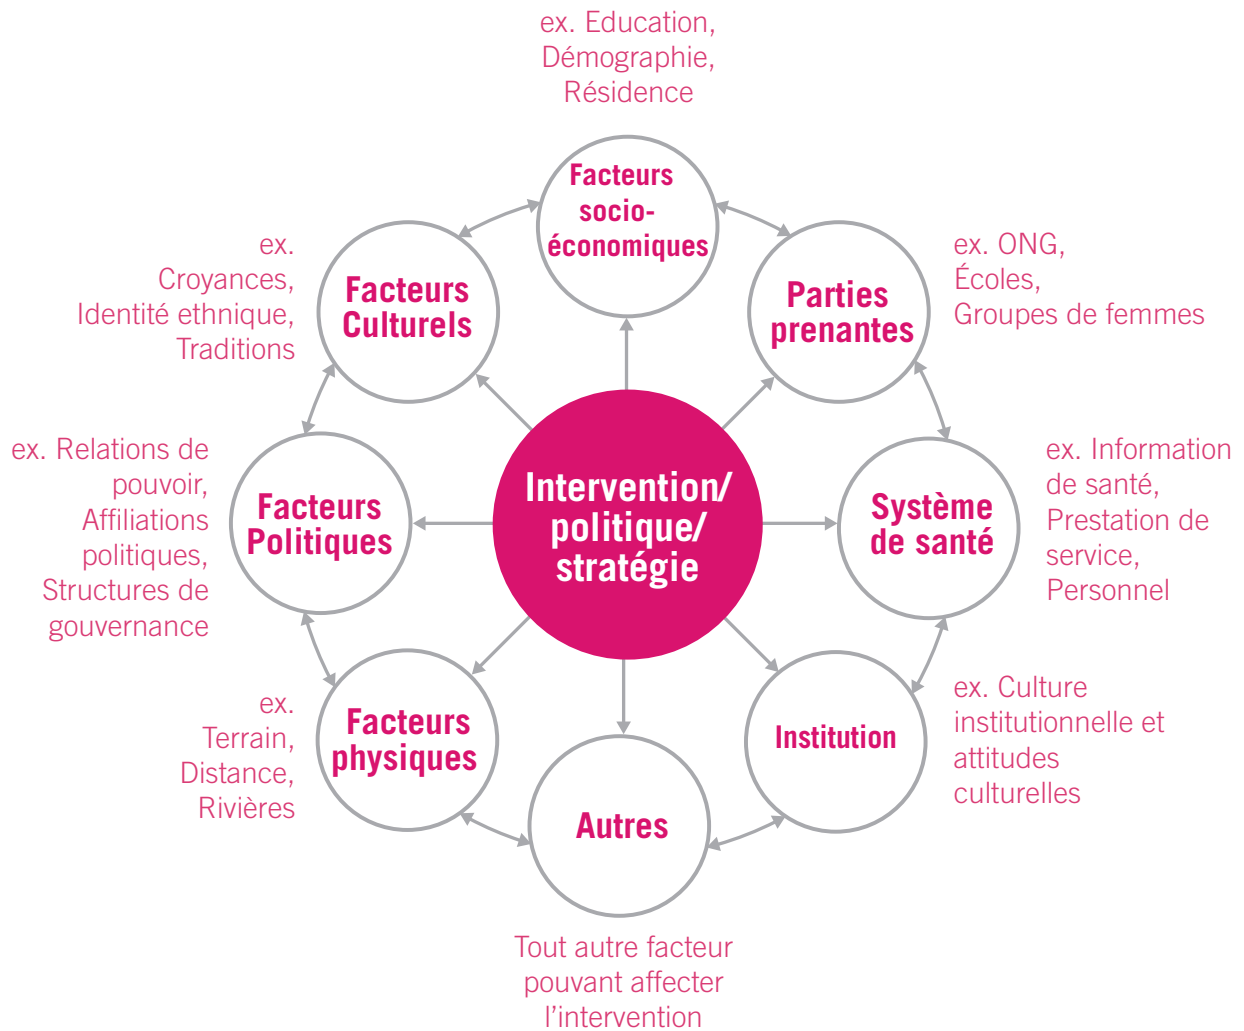 ex. Education,
Démographie,
Résidence
Facteurs
socio-
économiques
ex.
Croyances,
Identité ethnique,
Traditions
Facteurs
Culturels
Parties
prenantes
ex. ONG,
Écoles,
Groupes de femmes
ex. Relations de
pouvoir,
Affiliations
politiques,
Structures de
gouvernance
Facteurs
Politiques
Intervention/
politique/
stratégie
Système
de santé
ex. Information
de santé,
Prestation de
service,
Personnel
ex.
Terrain,
Distance,
Rivières
Facteurs
physiques
Autres
Institution
ex. Culture
institutionnelle et
attitudes
culturelles
Tout autre facteur
pouvant affecter
l’intervention